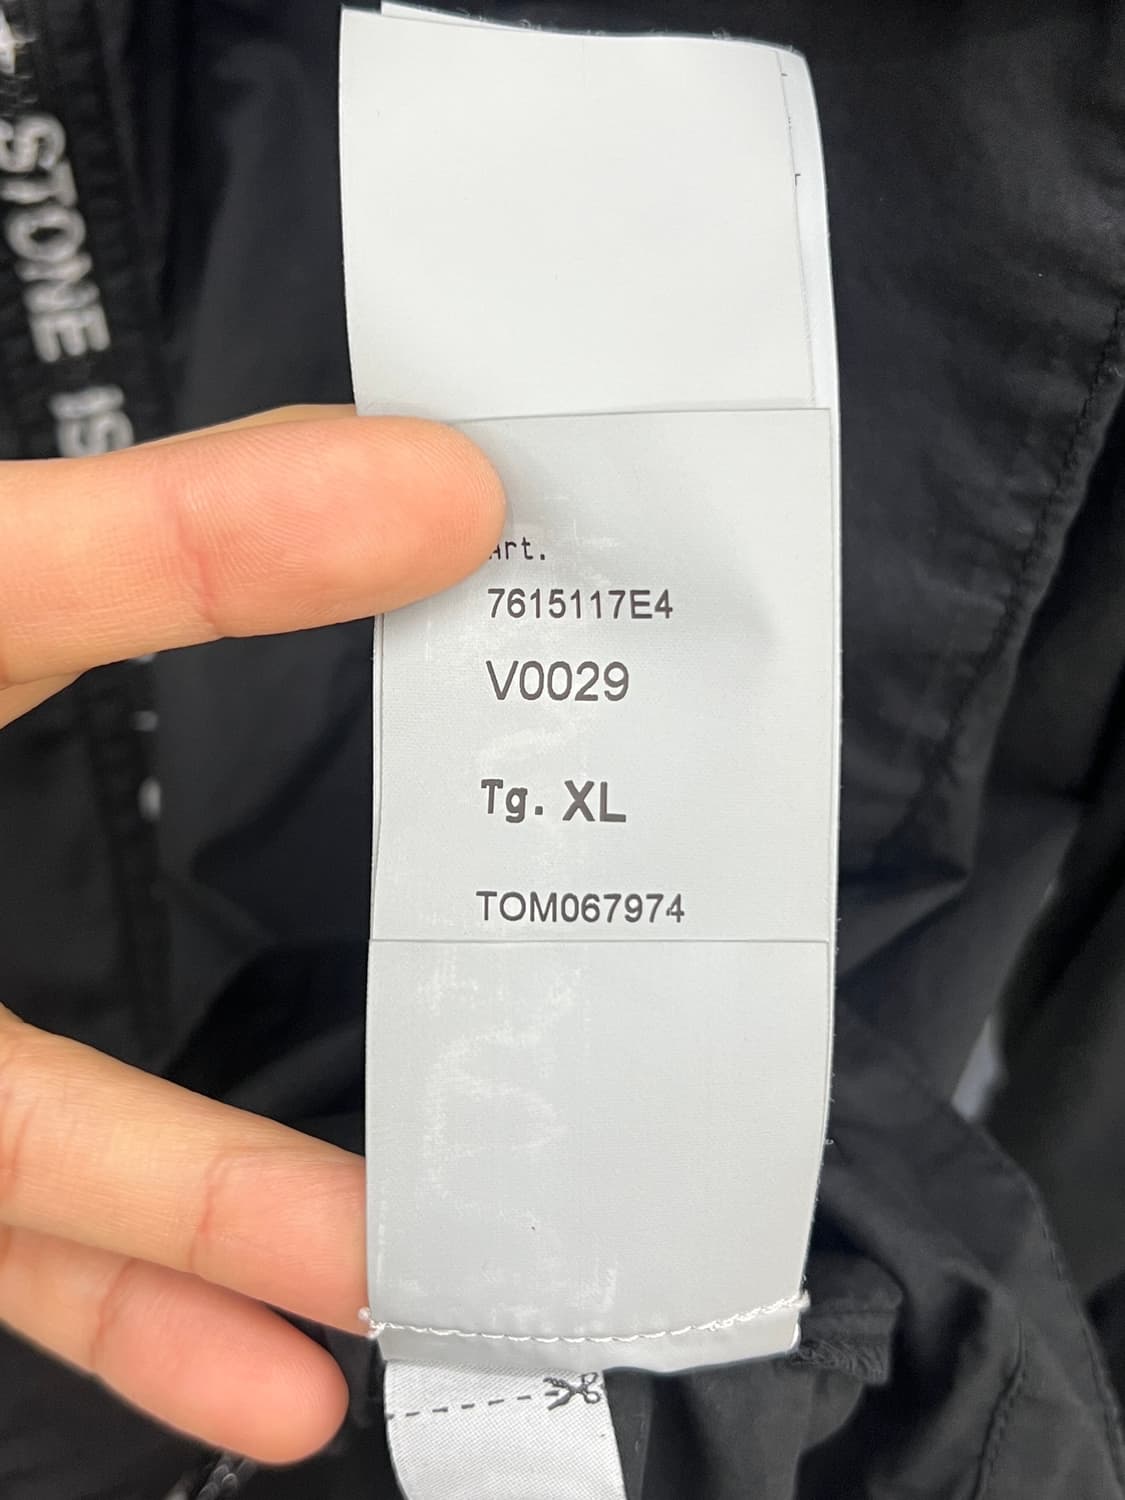 STONE IS
Art.
7615117E4
V0029
Tg. XL
TOM067974